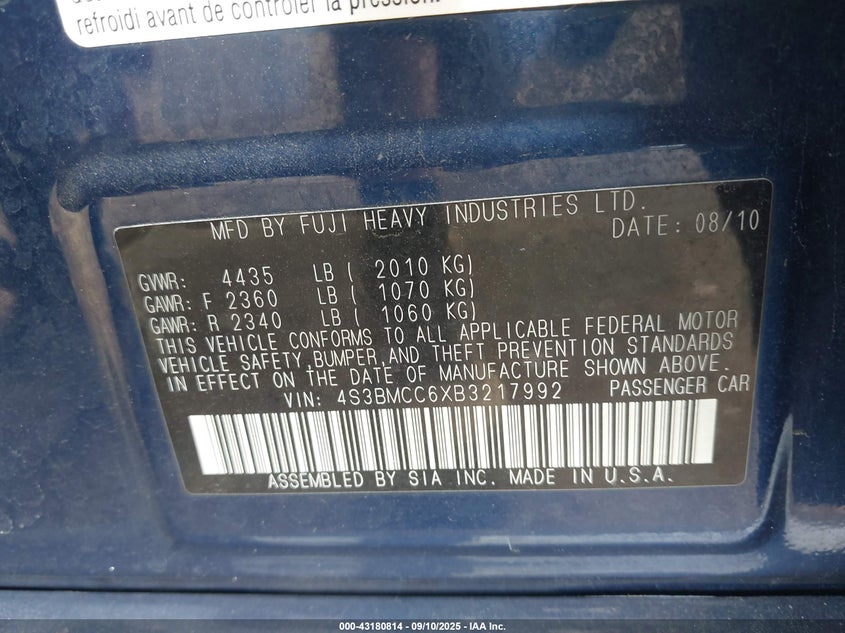 refroidi avant de contrôler la pression.
MFD BY FUJI HEAVY INDUSTRIES LTD.
DATE: 08/10
GVWR: 4435 LB ( 2010 KG)
GAWR: F 2360 LB ( 1070 KG)
GAWR: R 2340 LB ( 1060 KG)
THIS VEHICLE CONFORMS TO ALL APPLICABLE FEDERAL MOTOR
VEHICLE SAFETY,BUMPER,AND THEFT PREVENTION STANDARDS
IN EFFECT ON THE DATE OF MANUFACTURE SHOWN ABOVE.
VIN: 4S3BMCC6XB3217992 PASSENGER CAR
ASSEMBLED BY SIA INC. MADE IN U.S.A.
000-43180814 - 09/10/2025 - IAA Inc.